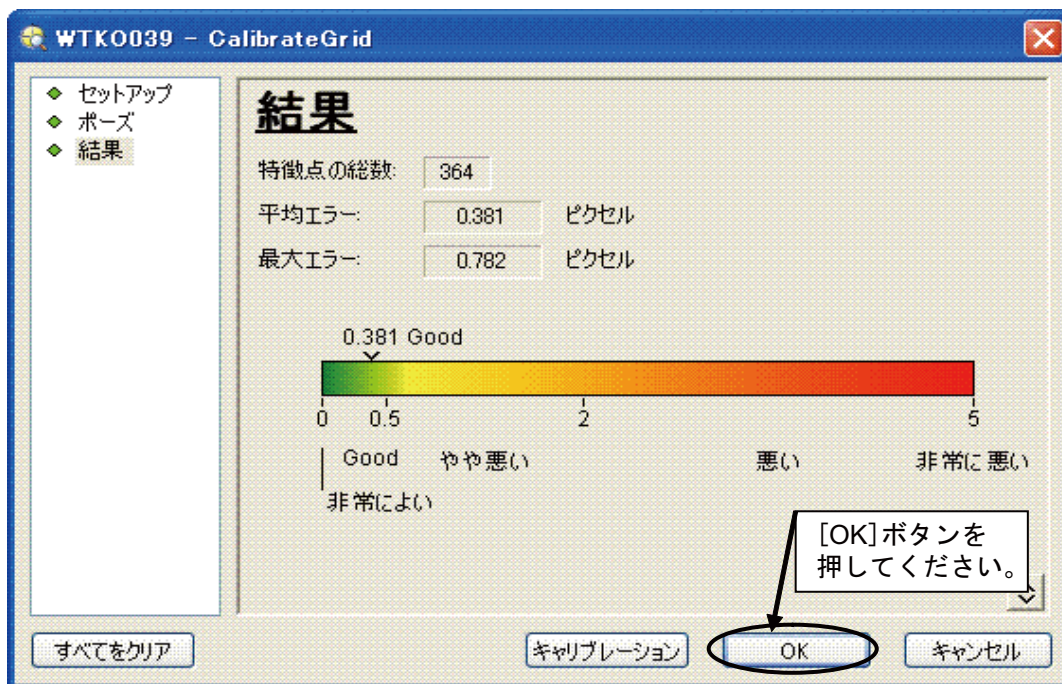 WTKO039 - CalibrateGrid
セットアップ
ポーズ
結果
結果
特徴点の総数: 364
平均エラー: 0.381 ピクセル
最大エラー: 0.782 ピクセル
0.381 Good
0 0.5 2 5
Good やや悪い 悪い 非常に悪い
非常によい
[OK]ボタンを
押してください。
すべてをクリア キャリブレーション OK キャンセル